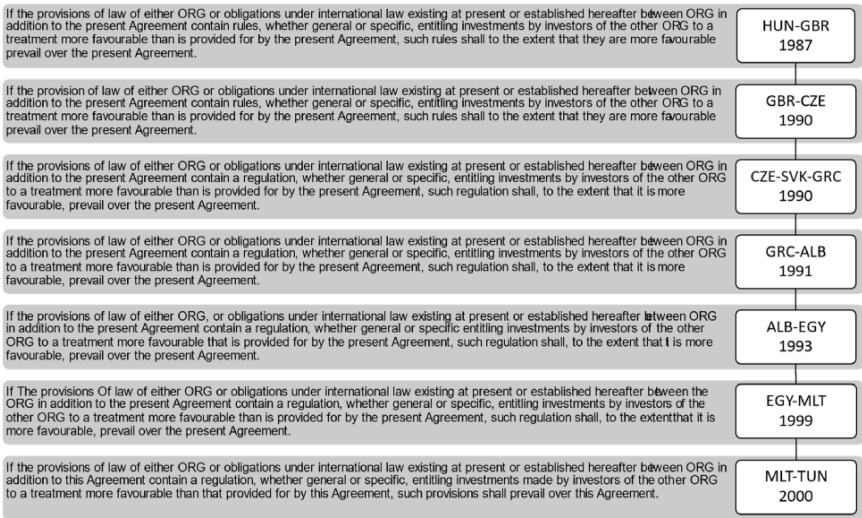 If the provisions of law of either ORG or obligations under international law existing at present or established hereafter between ORG in
addition to the present Agreement contain rules, whether general or specific, entitling investments by investors of the other ORG to a
treatment more favourable than is provided for by the present Agreement, such rules shall to the extent that they are more favourable
prevail over the present Agreement.
HUN-GBR
1987
If the provision of law of either ORG or obligations under international law existing at present or established hereafter between ORG in
addition to the present Agreement contain rules, whether general or specific, entitling investments by investors of the other ORG to a
treatment more favourable than is provided for by the present Agreement, such rules shall to the extent that they are more favourable
prevail over the present Agreement.
GBR-CZE
1990
If the provisions of law of either ORG or obligations under international law existing at present or established hereafter between ORG in
addition to the present Agreement contain a regulation, whether general or specific, entitling investments by investors of the other ORG
to a treatment more favourable than is provided for by the present Agreement, such regulation shall, to the extent that it is more
favourable, prevail over the present Agreement.
CZE-SVK-GRC
1990
If the provisions of law of either ORG or obligations under international law existing at present or established hereafter between ORG in
addition to the present Agreement contain a regulation, whether general or specific, entitling investments by investors of the other ORG
to a treatment more favourable than is provided for by the present Agreement, such regulation shall, to the extent that it is more
favourable, prevail over the present Agreement.
GRC-ALB
1991
If the provisions of law of either ORG, or obligations under international law existing at present or established hereafter between ORG
in addition to the present Agreement contain a regulation, whether general or specific entitling investments by investors of the other
ORG to a treatment more favourable that is provided for by the present Agreement, such regulation shall, to the extent that it is more
favourable, prevail over the present Agreement.
ALB-EGY
1993
If The provisions Of law of either ORG or obligations under international law existing at present or established hereafter between the
ORG in addition to the present Agreement contain a regulation, whether general or specific, entitling investments by investors of the
other ORG to a treatment more favourable than is provided for by the present Agreement, such regulation shall, to the extentthat it is
more favourable, prevail over the present Agreement.
EGY-MLT
1999
If the provisions of law of either ORG or obligations under international law existing at present or established hereafter between ORG in
addition to this Agreement contain a regulation, whether general or specific, entitling investments made by investors of the other ORG
to a treatment more favourable than that provided for by this Agreement, such provisions shall prevail over this Agreement.
MLT-TUN
2000